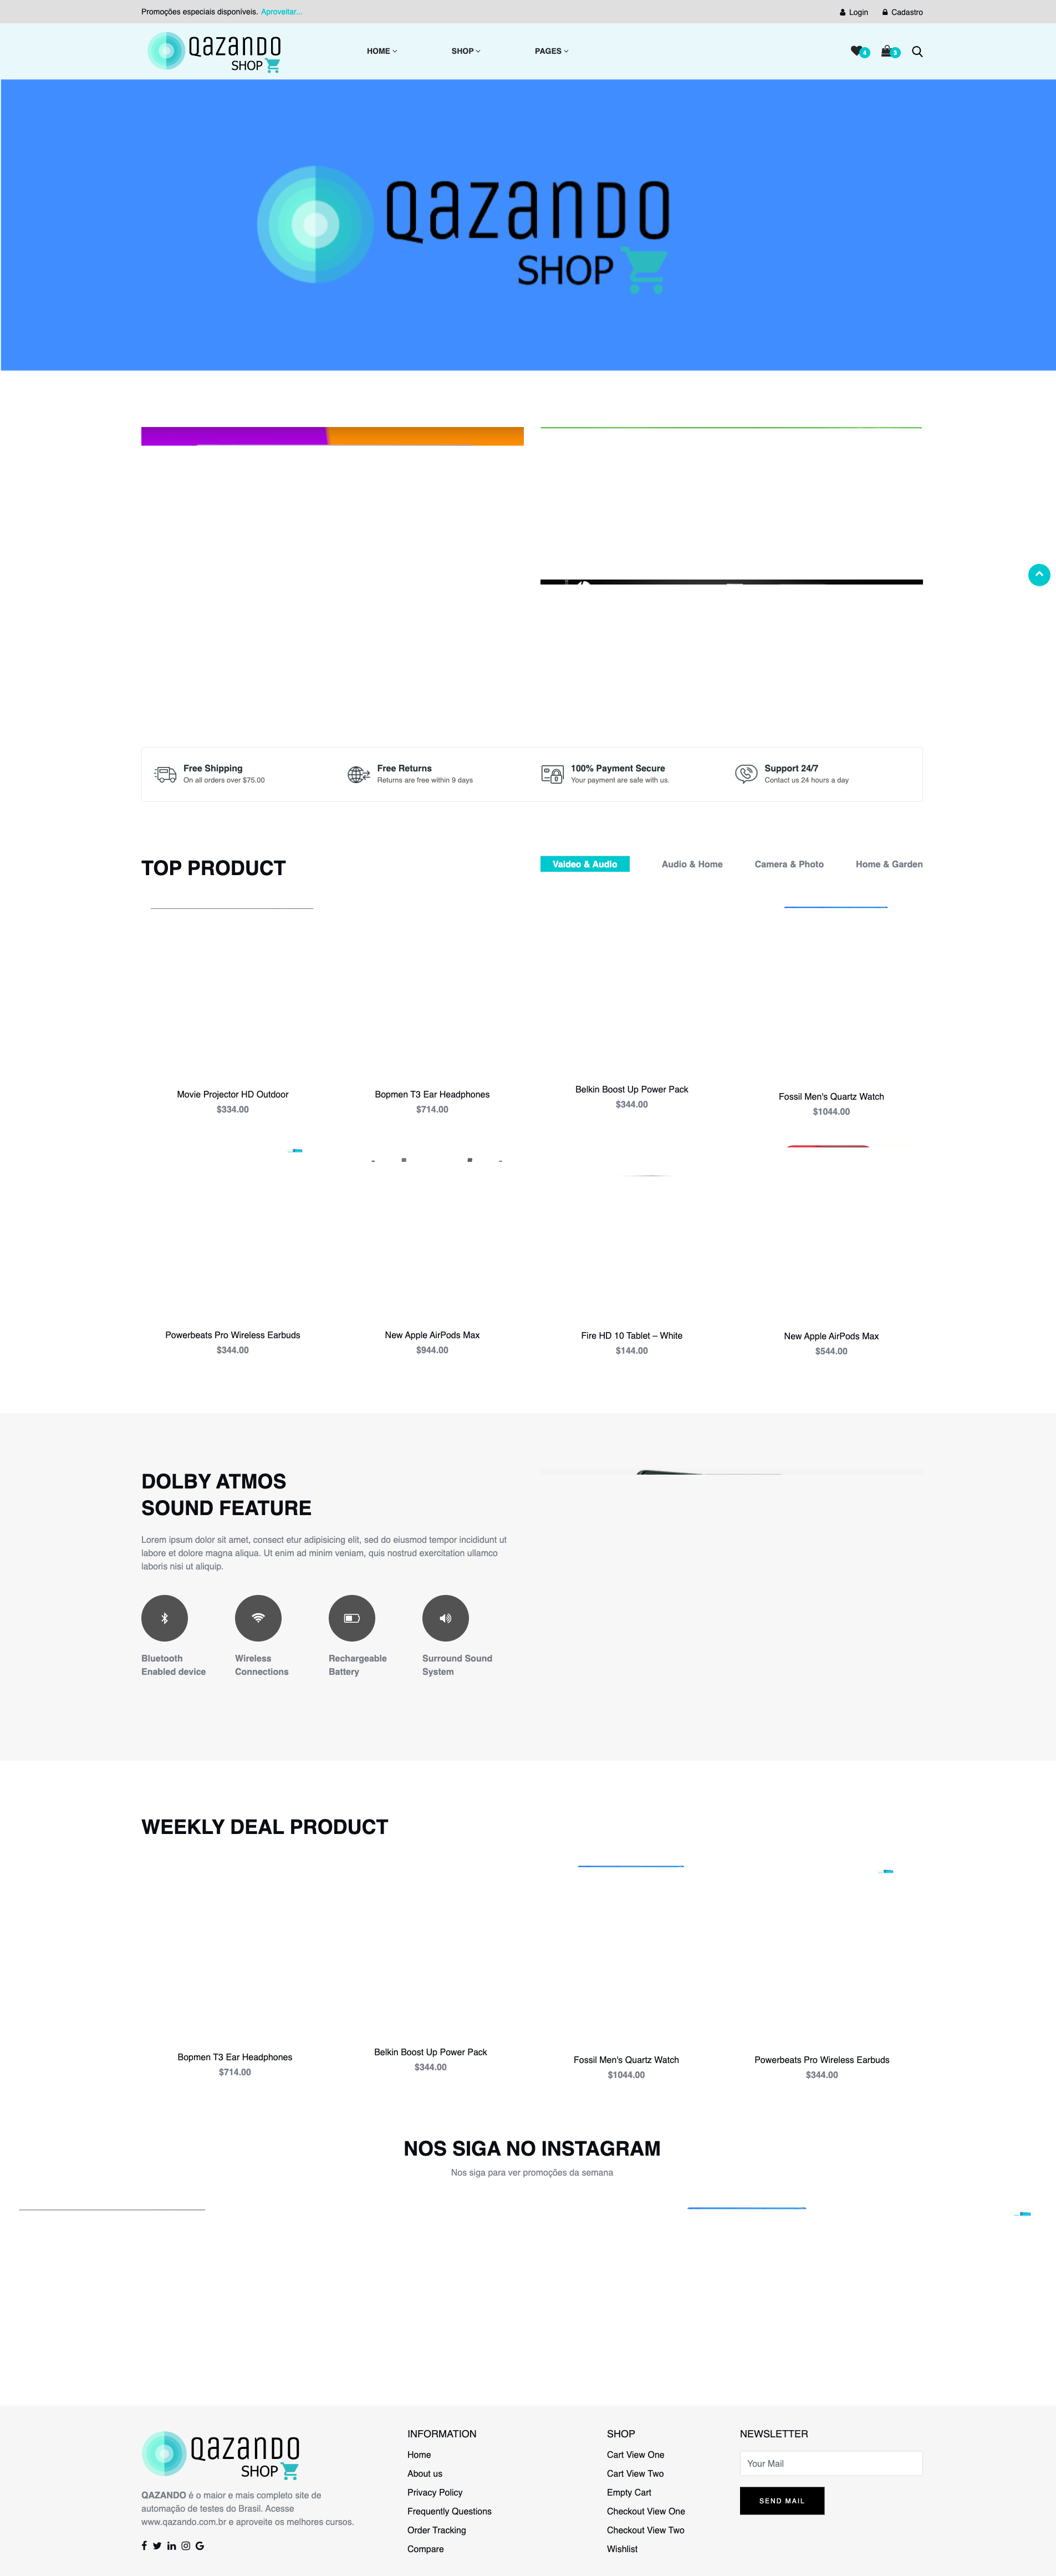 Promoções especiais disponíveis. Aproveitar...
Login
Cadastro
QAZANDO
SHOP
HOME
SHOP
PAGES
4
3
QAZANDO
SHOP
Free Shipping
On all orders over $75.00
Free Returns
Returns are free within 9 days
100% Payment Secure
Your payment are safe with us.
Support 24/7
Contact us 24 hours a day
TOP PRODUCT
Vaideo & Audio
Audio & Home
Camera & Photo
Home & Garden
Movie Projector HD Outdoor
$334.00
Bopmen T3 Ear Headphones
$714.00
Belkin Boost Up Power Pack
$344.00
Fossil Men's Quartz Watch
$1044.00
Powerbeats Pro Wireless Earbuds
$344.00
New Apple AirPods Max
$944.00
Fire HD 10 Tablet – White
$144.00
New Apple AirPods Max
$544.00
DOLBY ATMOS
SOUND FEATURE
Lorem ipsum dolor sit amet, consect etur adipisicing elit, sed do eiusmod tempor incididunt ut
labore et dolore magna aliqua. Ut enim ad minim veniam, quis nostrud exercitation ullamco
laboris nisi ut aliquip.
Bluetooth
Enabled device
Wireless
Connections
Rechargeable
Battery
Surround Sound
System
WEEKLY DEAL PRODUCT
Bopmen T3 Ear Headphones
$714.00
Belkin Boost Up Power Pack
$344.00
Fossil Men's Quartz Watch
$1044.00
Powerbeats Pro Wireless Earbuds
$344.00
NOS SIGA NO INSTAGRAM
Nos siga para ver promoções da semana
QAZANDO
SHOP
QAZANDO é o maior e mais completo site de
automação de testes do Brasil. Acesse
www.qazando.com.br e aproveite os melhores cursos.
INFORMATION
Home
About us
Privacy Policy
Frequently Questions
Order Tracking
Compare
SHOP
Cart View One
Cart View Two
Empty Cart
Checkout View One
Checkout View Two
Wishlist
NEWSLETTER
Your Mail
SEND MAIL